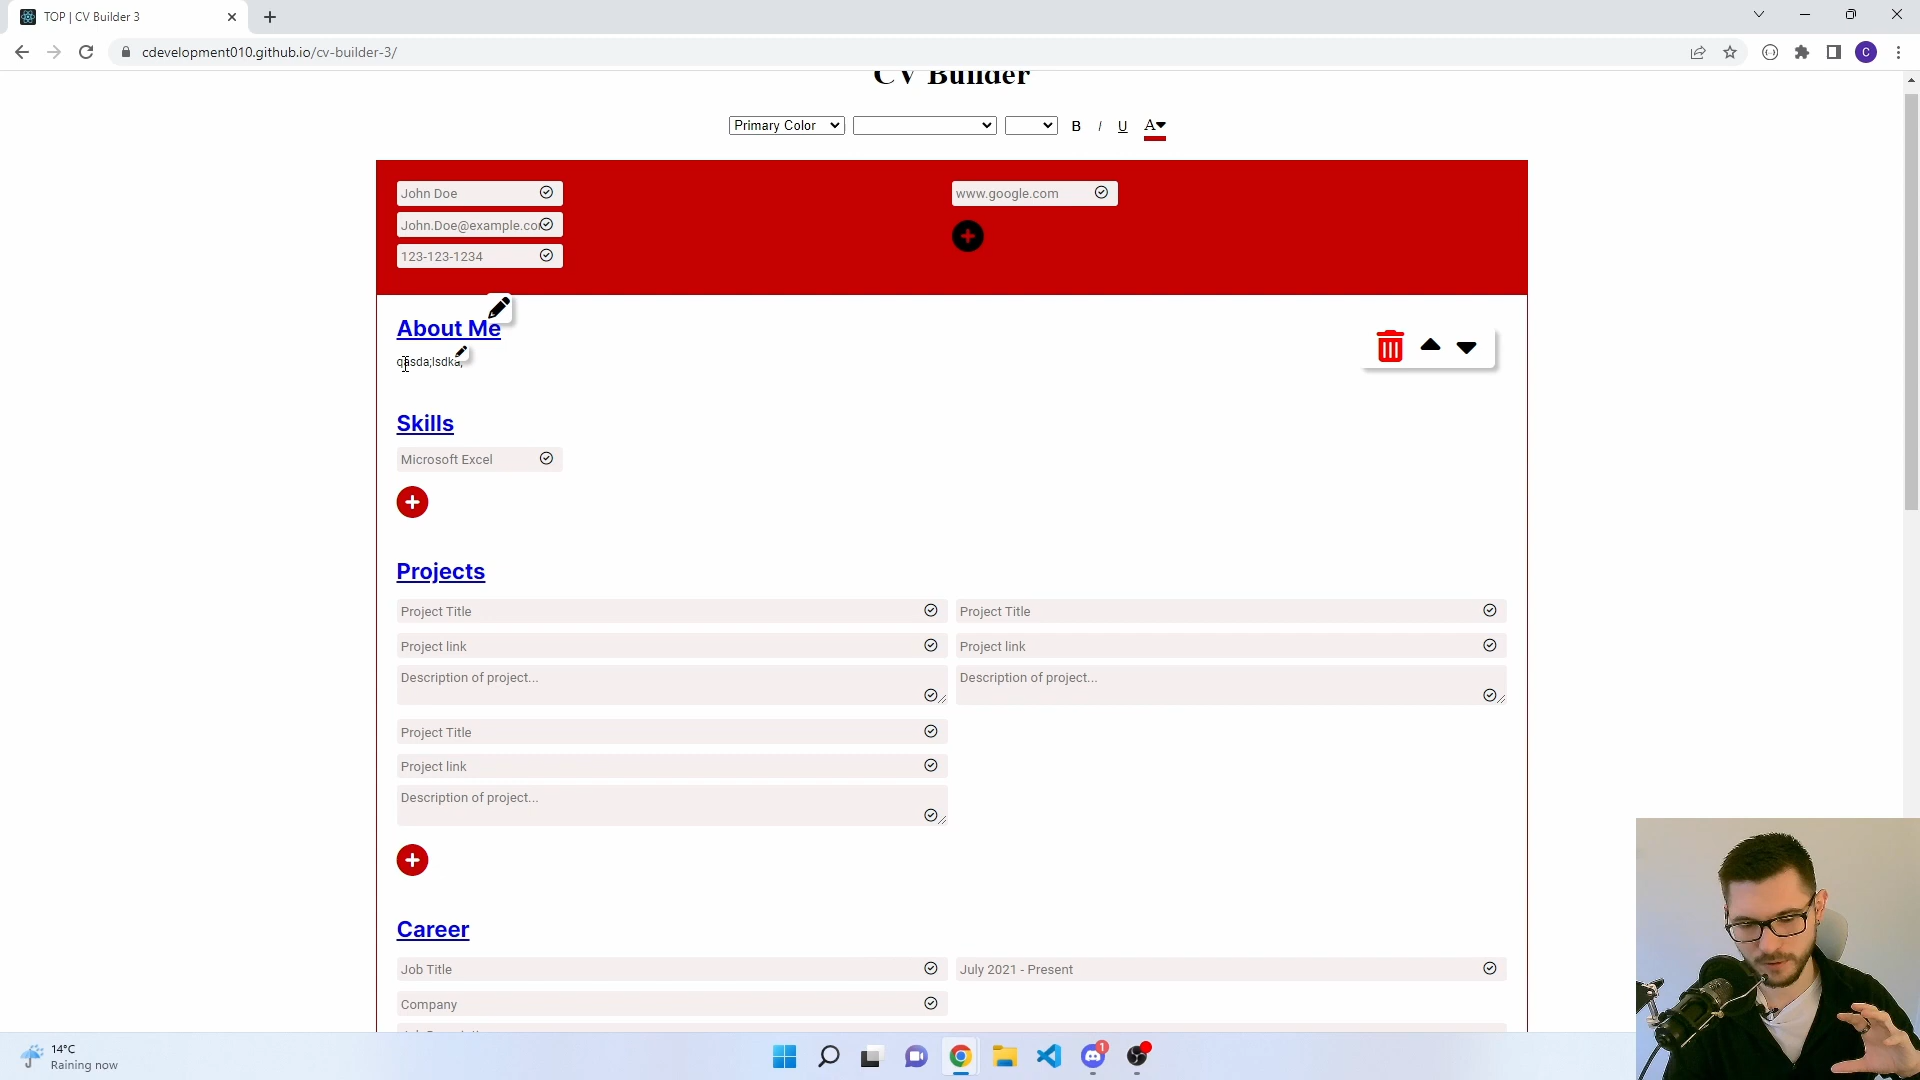 TOP | CV Builder 3
cdevelopment010.github.io/cv-builder-3/
C
CV Builder
Primary Color
B I U A
John Doe
www.google.com
John.Doe@example.co
123-123-1234
About Me
Skills
Microsoft Excel
Projects
Project Title Project Title
Project link Project link
Description of project... Description of project...
Project Title
Project link
Description of project...
Career
Job Title July 2021 - Present
Company
14°C
Raining now
1